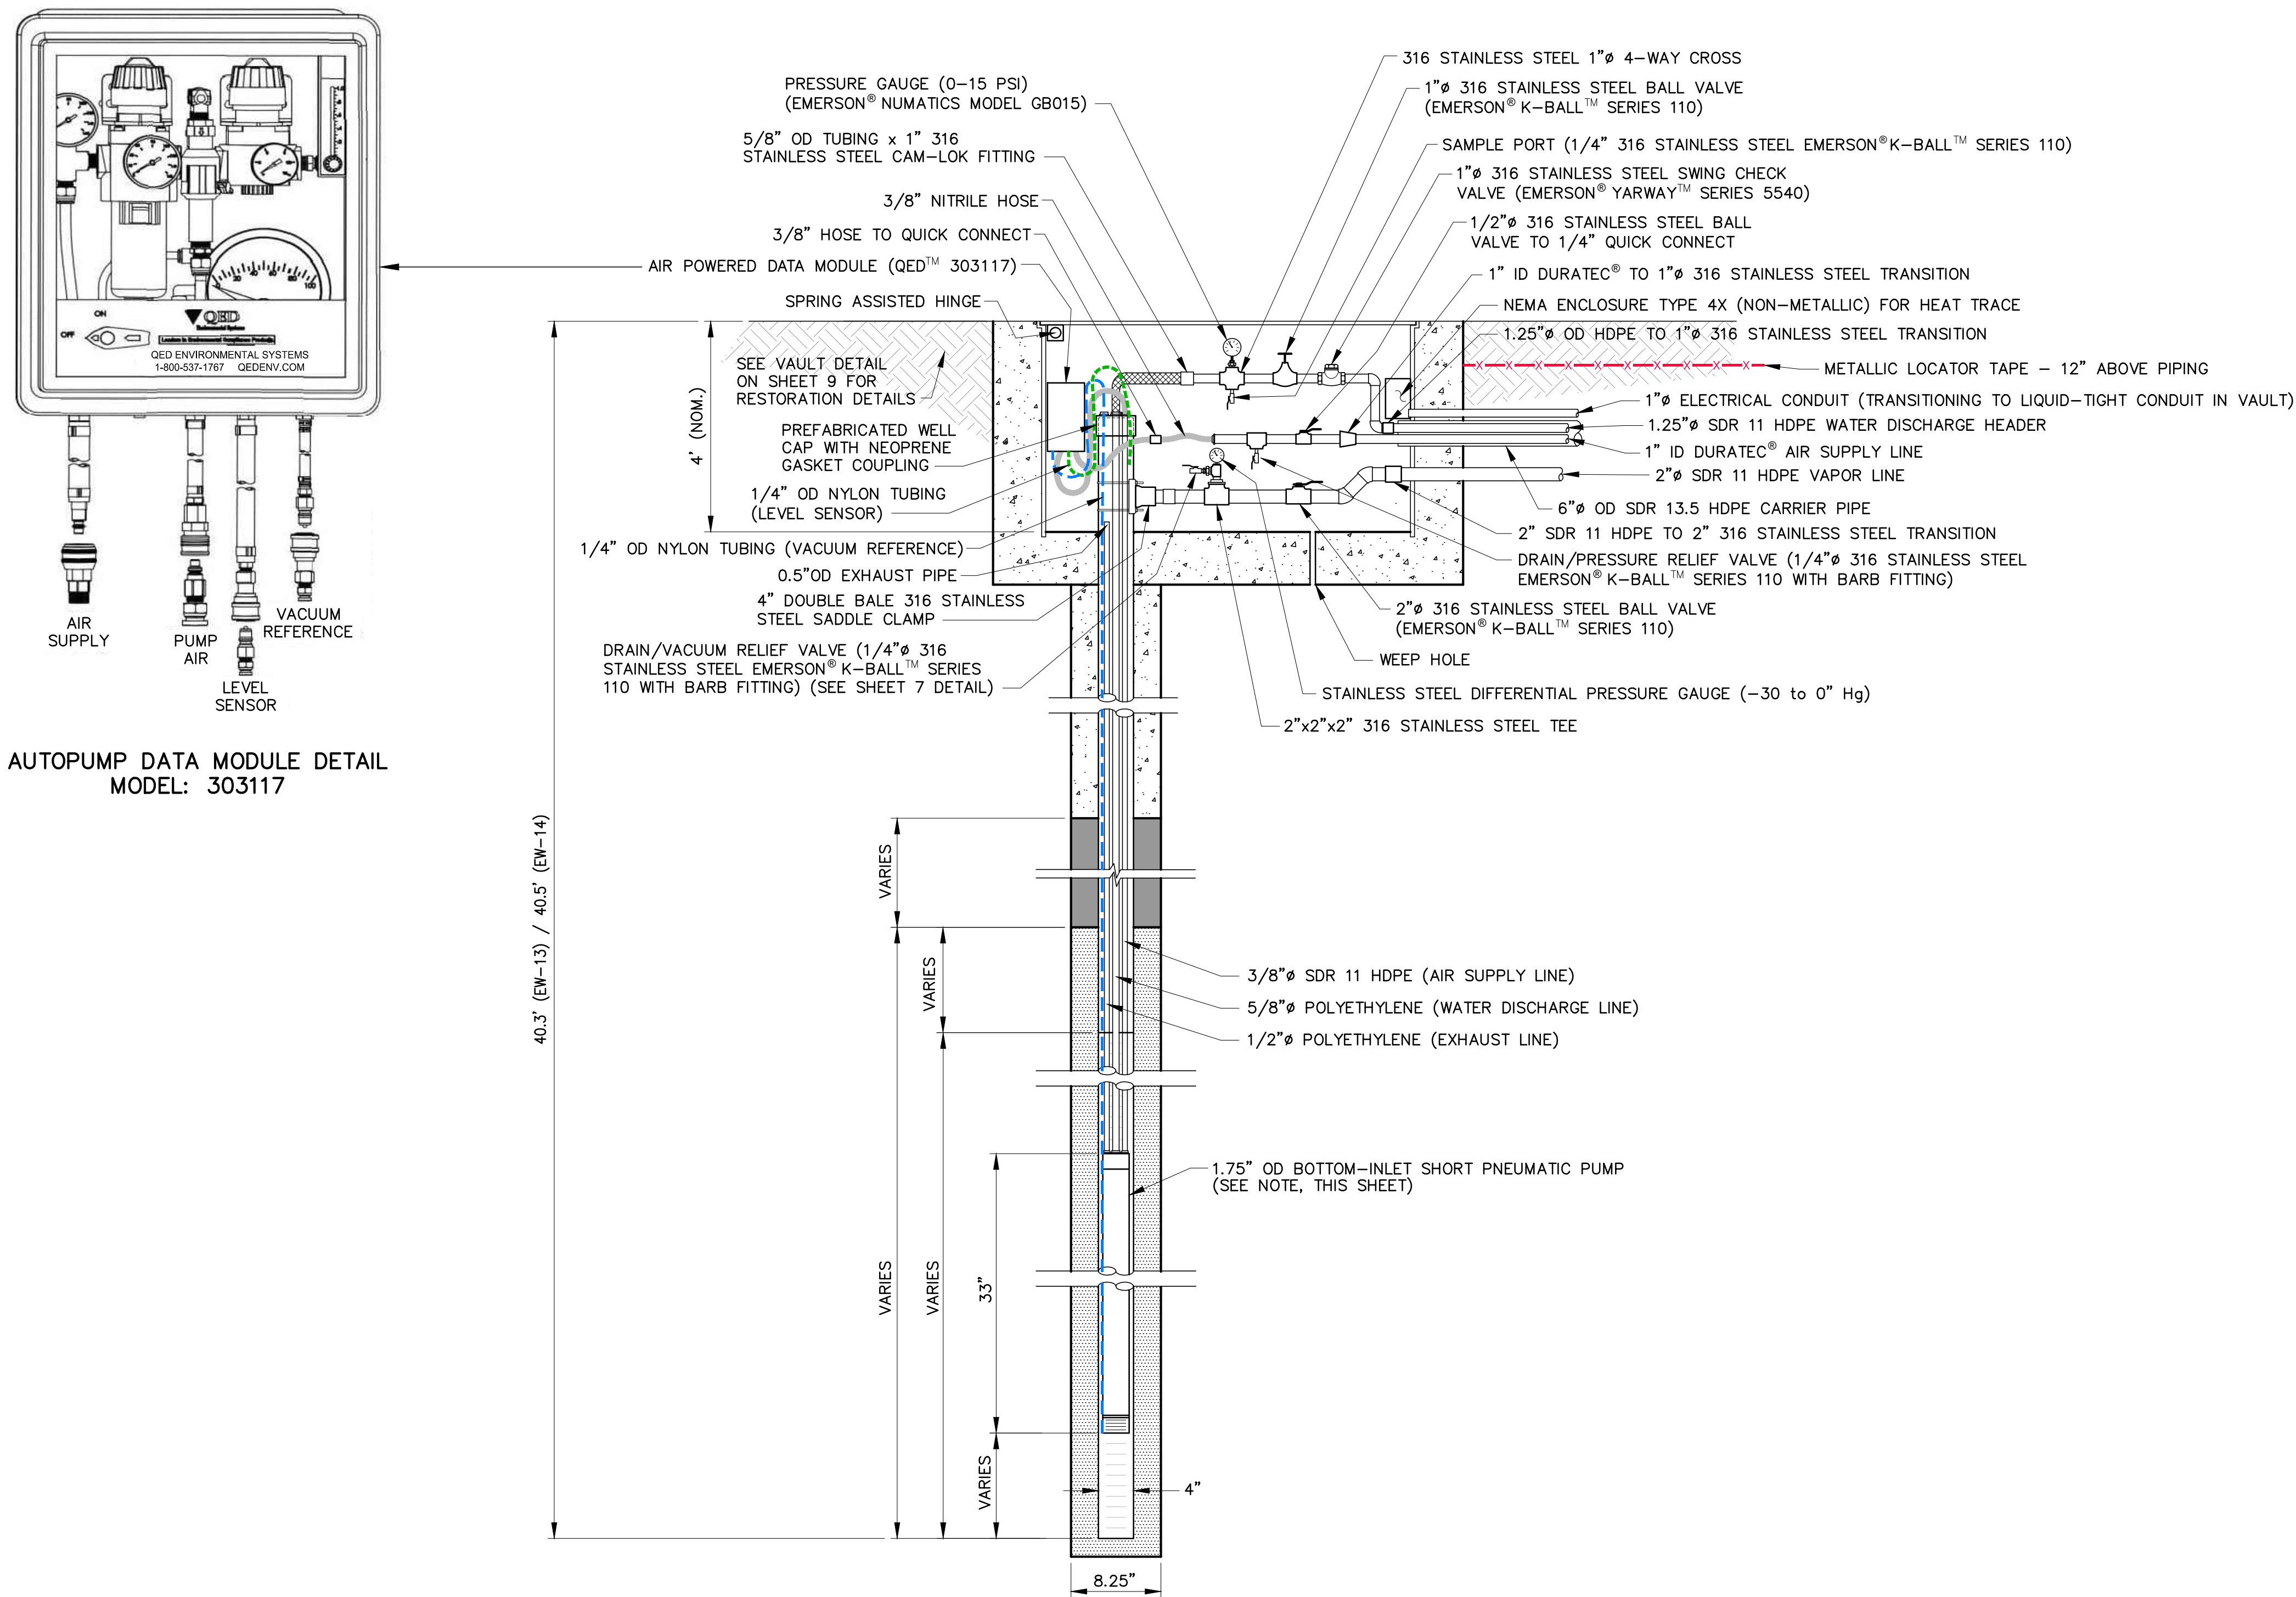 ON
OFF
QED
Environmental Systems
Leaders in Environmental Compliance Products
QED ENVIRONMENTAL SYSTEMS
1-800-537-1767 QEDENV.COM
0
20
40
60
80
100
AIR
SUPPLY
PUMP
AIR
LEVEL
SENSOR
VACUUM
REFERENCE
AUTOPUMP DATA MODULE DETAIL
MODEL: 303117
PRESSURE GAUGE (0-15 PSI)
(EMERSON® NUMATICS MODEL GB015)
5/8" OD TUBING x 1" 316
STAINLESS STEEL CAM-LOK FITTING
3/8" NITRILE HOSE
3/8" HOSE TO QUICK CONNECT
AIR POWERED DATA MODULE (QED™ 303117)
SPRING ASSISTED HINGE
SEE VAULT DETAIL
ON SHEET 9 FOR
RESTORATION DETAILS
4' (NOM.)
PREFABRICATED WELL
CAP WITH NEOPRENE
GASKET COUPLING
1/4" OD NYLON TUBING
(LEVEL SENSOR)
1/4" OD NYLON TUBING (VACUUM REFERENCE)
0.5"OD EXHAUST PIPE
4" DOUBLE BALE 316 STAINLESS
STEEL SADDLE CLAMP
DRAIN/VACUUM RELIEF VALVE (1/4"ø 316
STAINLESS STEEL EMERSON® K-BALL™ SERIES
110 WITH BARB FITTING) (SEE SHEET 7 DETAIL)
316 STAINLESS STEEL 1"ø 4-WAY CROSS
1"ø 316 STAINLESS STEEL BALL VALVE
(EMERSON® K-BALL™ SERIES 110)
SAMPLE PORT (1/4" 316 STAINLESS STEEL EMERSON® K-BALL™ SERIES 110)
1"ø 316 STAINLESS STEEL SWING CHECK
VALVE (EMERSON® YARWAY™ SERIES 5540)
1/2"ø 316 STAINLESS STEEL BALL
VALVE TO 1/4" QUICK CONNECT
1" ID DURATEC® TO 1"ø 316 STAINLESS STEEL TRANSITION
NEMA ENCLOSURE TYPE 4X (NON-METALLIC) FOR HEAT TRACE
1.25"ø OD HDPE TO 1"ø 316 STAINLESS STEEL TRANSITION
METALLIC LOCATOR TAPE - 12" ABOVE PIPING
1"ø ELECTRICAL CONDUIT (TRANSITIONING TO LIQUID-TIGHT CONDUIT IN VAULT)
1.25"ø SDR 11 HDPE WATER DISCHARGE HEADER
1" ID DURATEC® AIR SUPPLY LINE
2"ø SDR 11 HDPE VAPOR LINE
6"ø OD SDR 13.5 HDPE CARRIER PIPE
2" SDR 11 HDPE TO 2" 316 STAINLESS STEEL TRANSITION
DRAIN/PRESSURE RELIEF VALVE (1/4"ø 316 STAINLESS STEEL
EMERSON® K-BALL™ SERIES 110 WITH BARB FITTING)
2"ø 316 STAINLESS STEEL BALL VALVE
(EMERSON® K-BALL™ SERIES 110)
WEEP HOLE
STAINLESS STEEL DIFFERENTIAL PRESSURE GAUGE (-30 to 0" Hg)
2"x2"x2" 316 STAINLESS STEEL TEE
40.3' (EW-13) / 40.5' (EW-14)
VARIES
VARIES
3/8"ø SDR 11 HDPE (AIR SUPPLY LINE)
5/8"ø POLYETHYLENE (WATER DISCHARGE LINE)
1/2"ø POLYETHYLENE (EXHAUST LINE)
1.75" OD BOTTOM-INLET SHORT PNEUMATIC PUMP
(SEE NOTE, THIS SHEET)
VARIES
VARIES
33"
VARIES
4"
8.25"